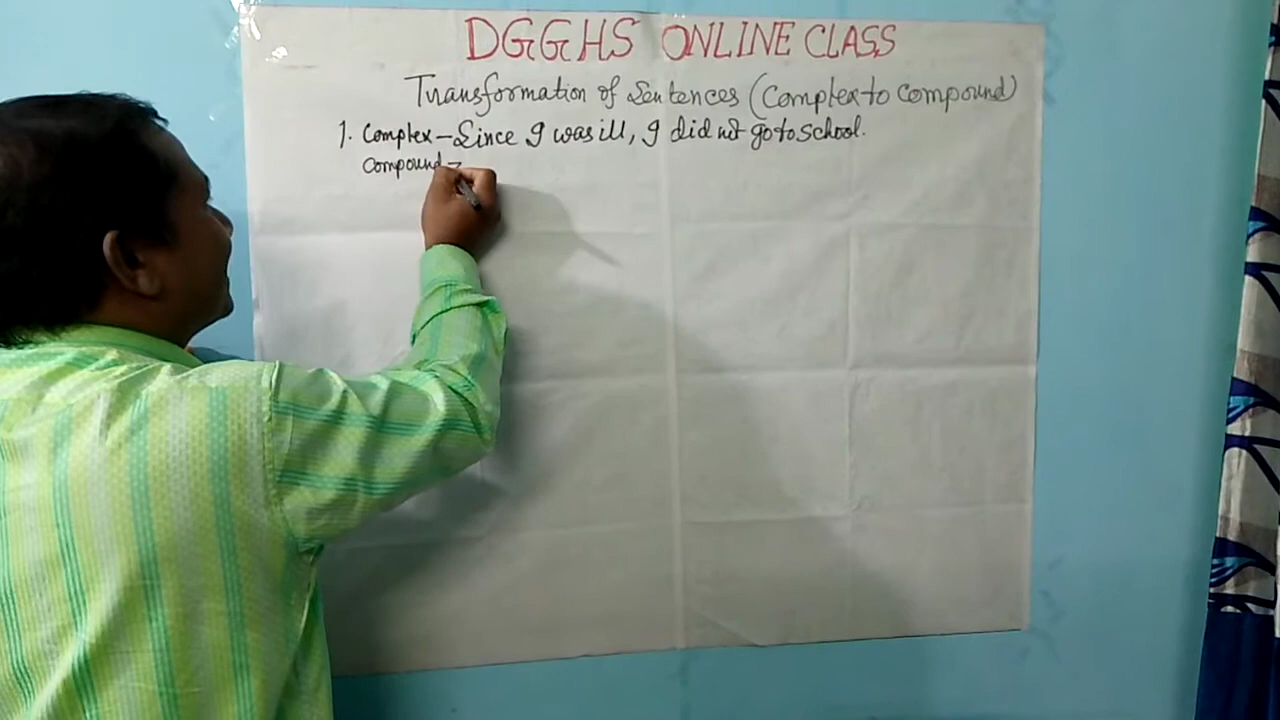 DGGHS ONLINE CLASS
Transformation of Sentences (Complex to Compound)
1. Complex - Since I was ill, I did not go to School.
Compound -